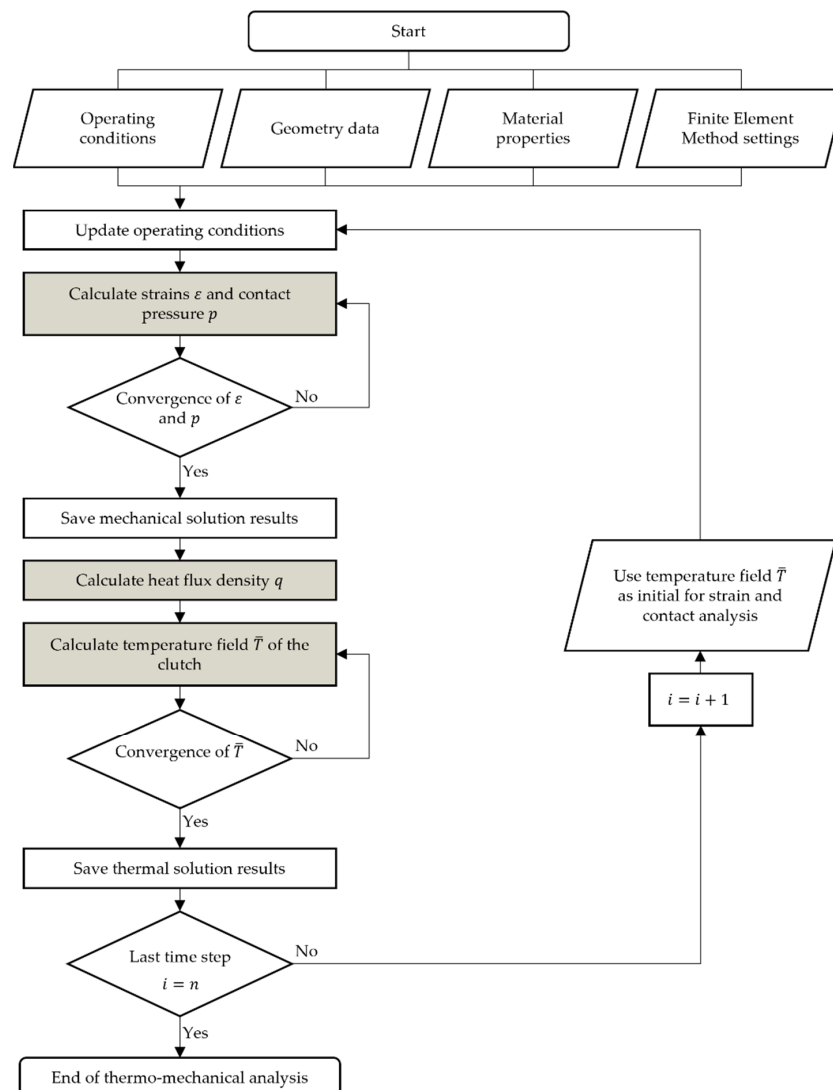 Start
Operating
conditions
Geometry data
Material
properties
Finite Element
Method settings
Update operating conditions
Calculate strains ε and contact
pressure p
Convergence of ε
and p
No
Yes
Save mechanical solution results
Calculate heat flux density q
Calculate temperature field T̄ of the
clutch
Convergence of T̄
No
Yes
Save thermal solution results
Last time step
i = n
No
Yes
End of thermo-mechanical analysis
Use temperature field T̄
as initial for strain and
contact analysis
i = i + 1